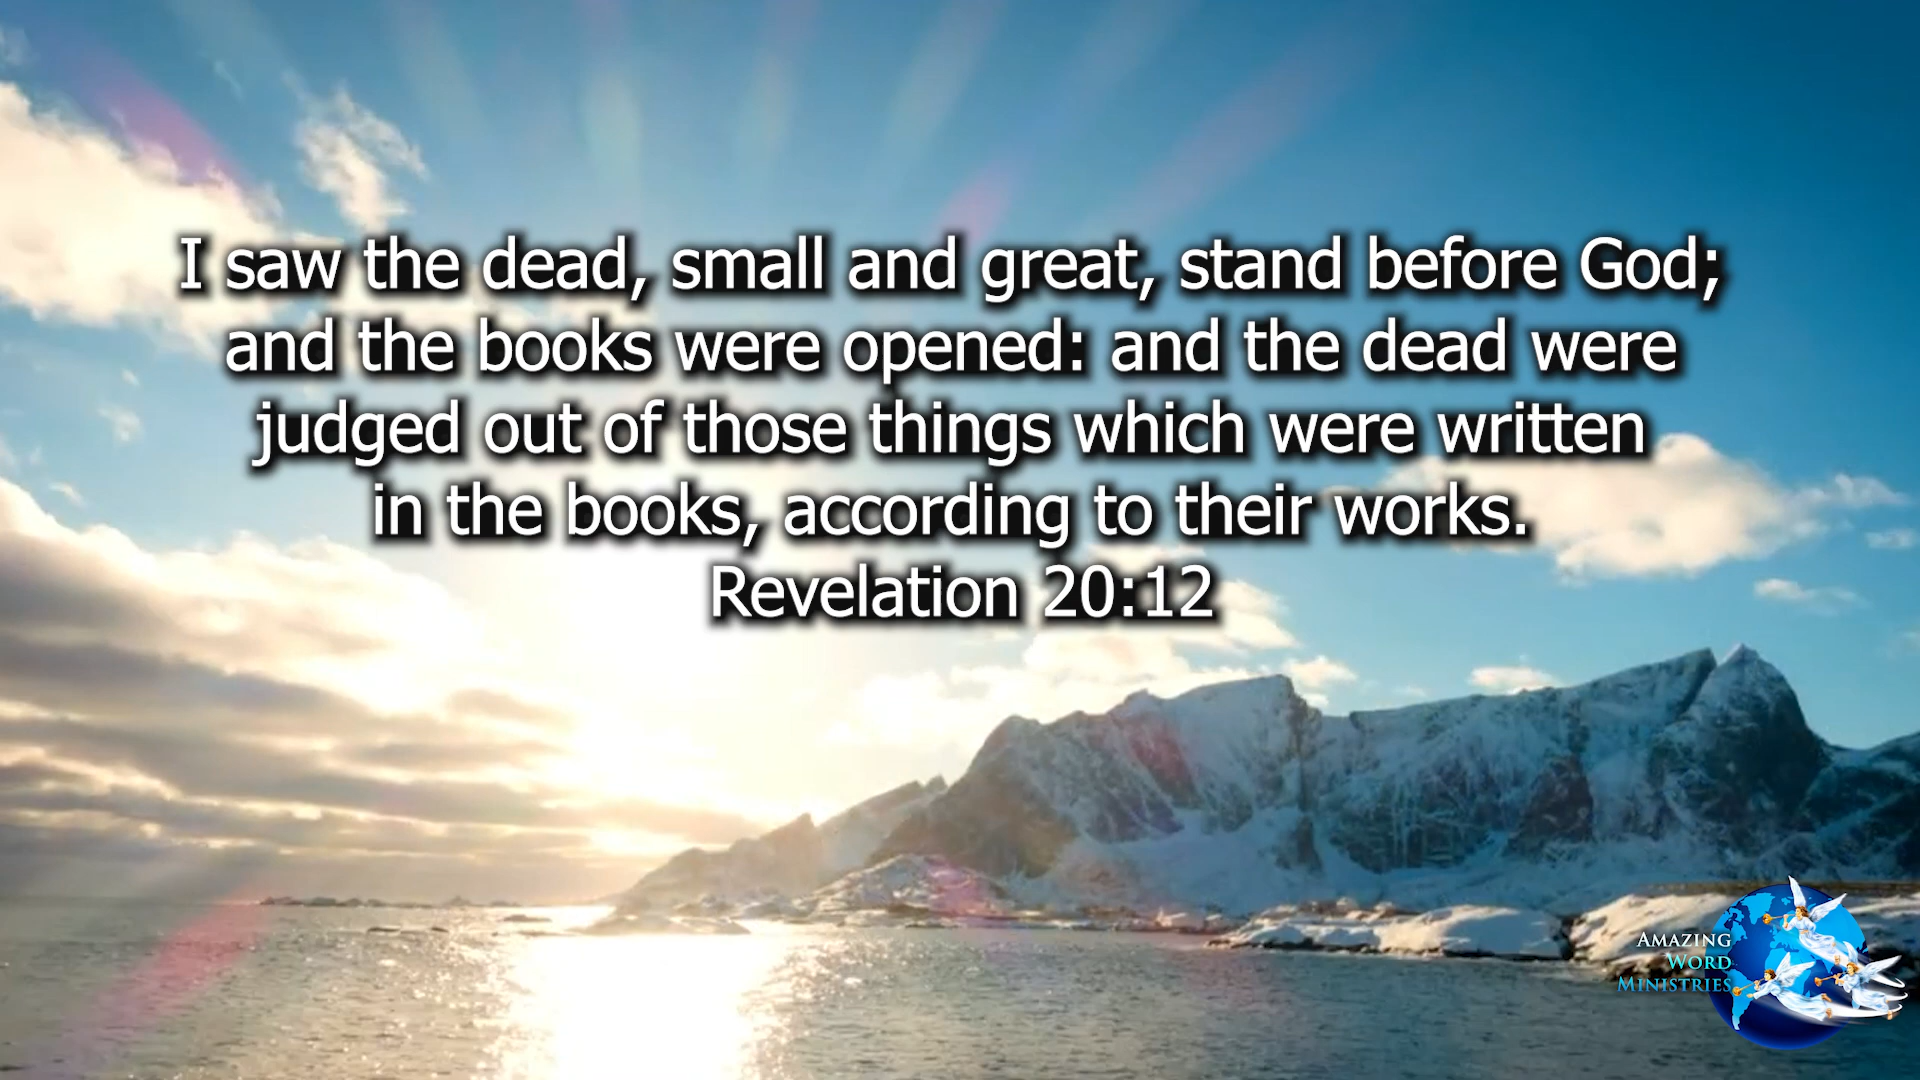 I saw the dead, small and great, stand before God;
and the books were opened: and the dead were
judged out of those things which were written
in the books, according to their works.
Revelation 20:12
AMAZING
WORD
MINISTRIES